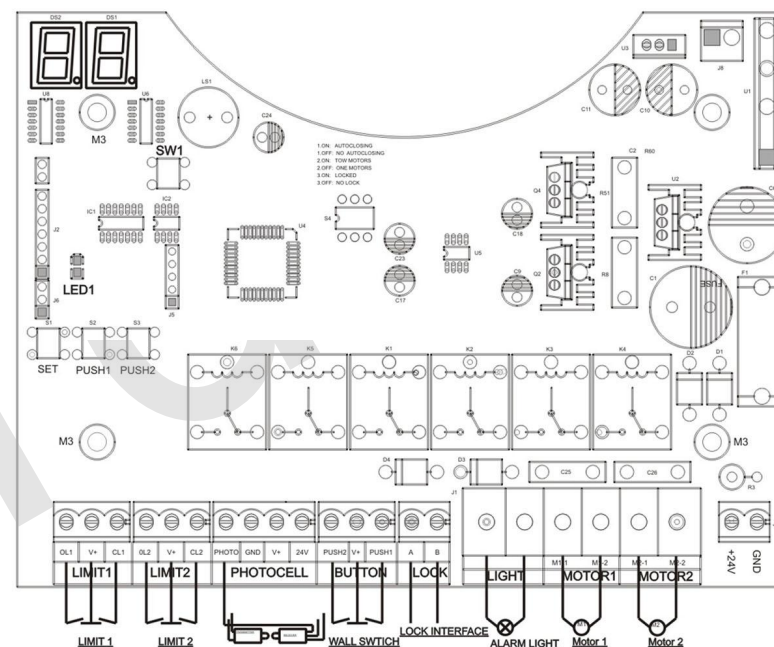 DS2 DS1
U8 U6 LS1 C24
M3
SW1
U3 J8 U1
C11 C10
1.ON: AUTOCLOSING
1.OFF: NO AUTOCLOSING
2.ON: TOW MOTORS
2.OFF: ONE MOTORS
3.ON: LOCKED
3.OFF: NO LOCK
IC1 IC2
S4
U4
U5
C23
C17
Q4
C18
C2 R60
R51
U2
Q2
C9
R8
C1
FUSE
F1
J2
J6
J5
LED1
S1 S2 S3
SET PUSH1 PUSH2
K6 K5 K1 K2 K3 K4
D2 D1
M3 M3
D4 D3 C25 C26
R3
J1
OL1 V+ CL1 0L2 V+ CL2 PHOTO GND V+ 24V PUSH2 V+ PUSH1 A B
M1-1 M1-2 M2-1 M2-2
+24V GND
LIMIT1 LIMIT2 PHOTOCELL BUTTON LOCK LIGHT MOTOR1 MOTOR2
M1 M2
LIMIT 1 LIMIT 2 WALL SWTICH LOCK INTERFACE ALARM LIGHT Motor 1 Motor 2